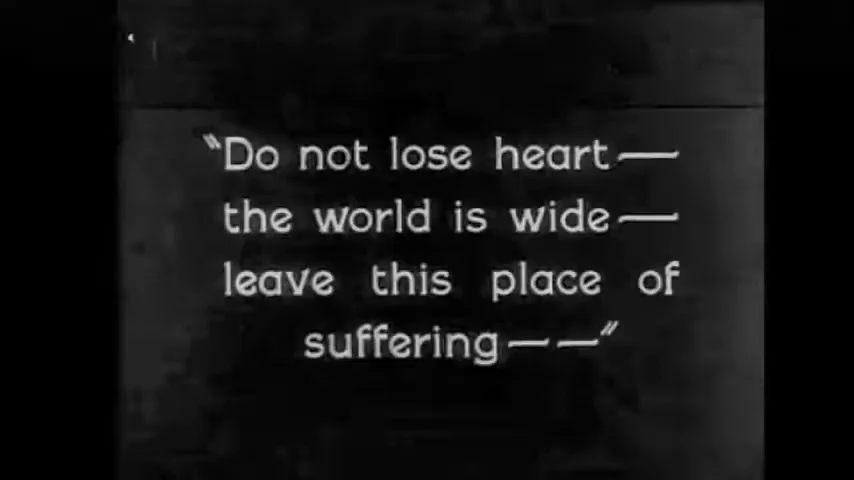 "Do not lose heart—
the world is wide—
leave this place of
suffering——"